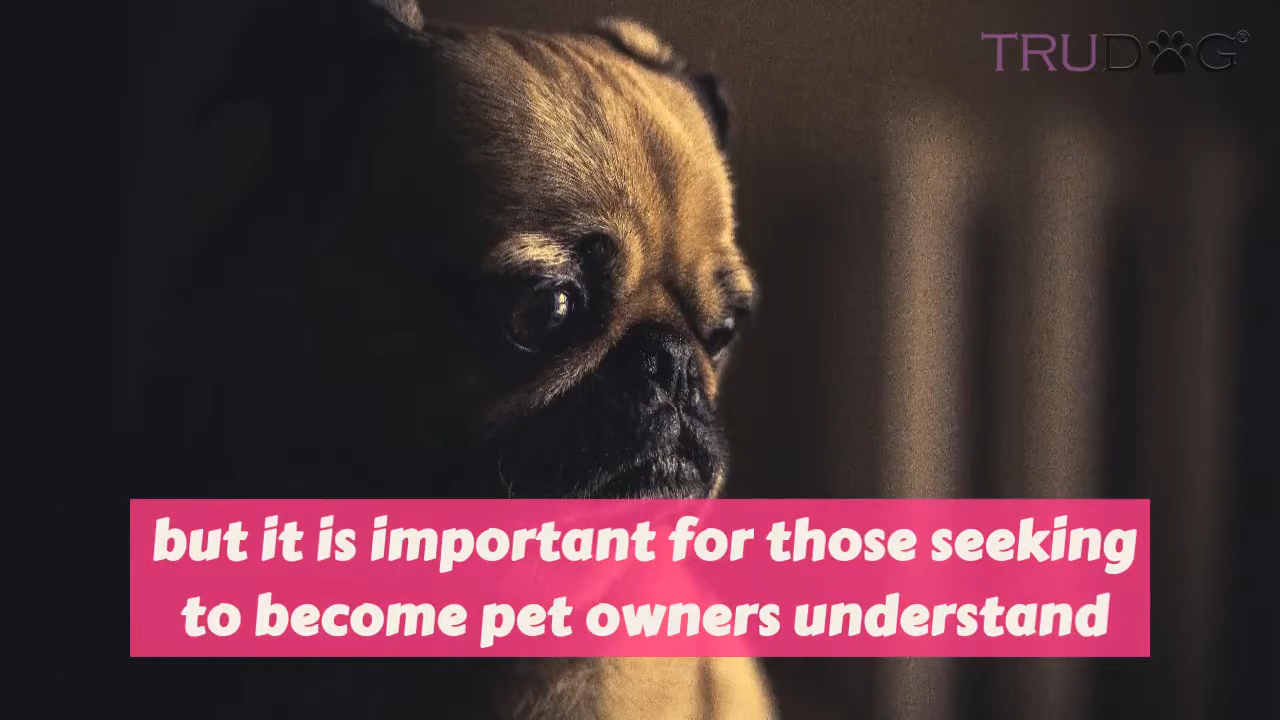 TRUDOG®
but it is important for those seeking
to become pet owners understand